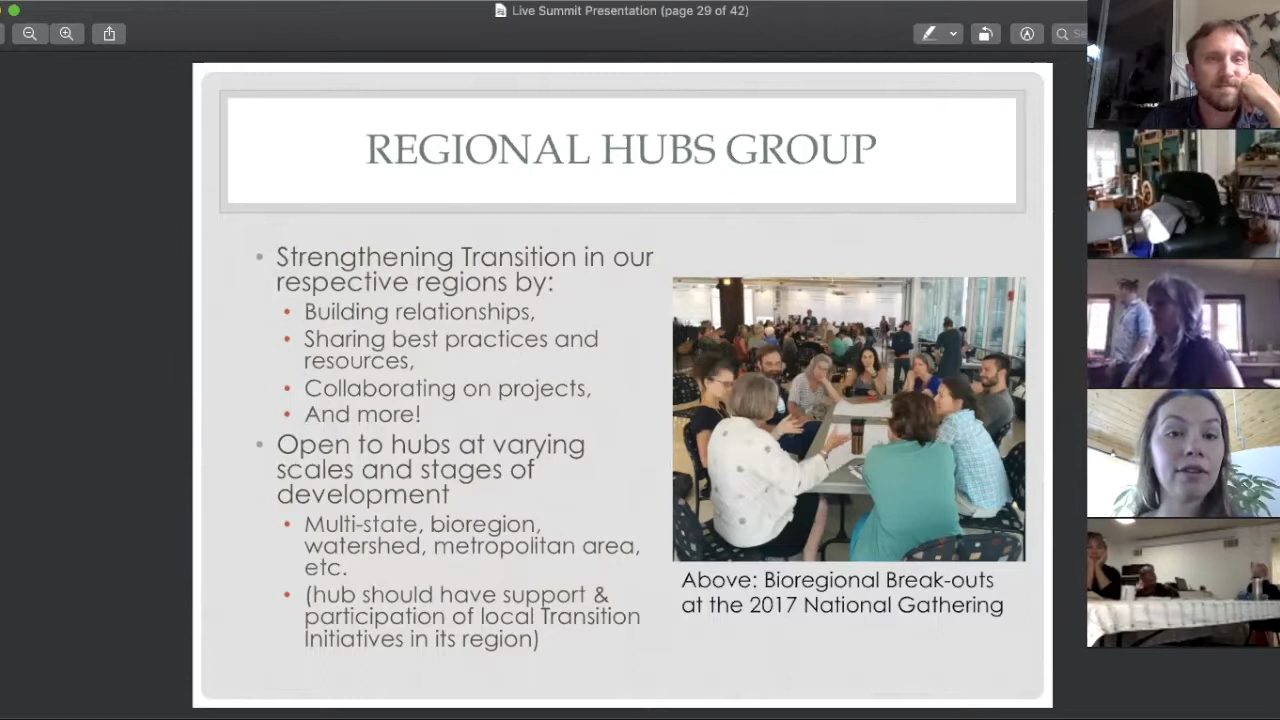 Live Summit Presentation (page 29 of 42)
REGIONAL HUBS GROUP
• Strengthening Transition in our
respective regions by:
• Building relationships,
• Sharing best practices and
resources,
• Collaborating on projects,
• And more!
• Open to hubs at varying
scales and stages of
development
• Multi-state, bioregion,
watershed, metropolitan area,
etc.
• (hub should have support &
participation of local Transition
Initiatives in its region)
Above: Bioregional Break-outs
at the 2017 National Gathering